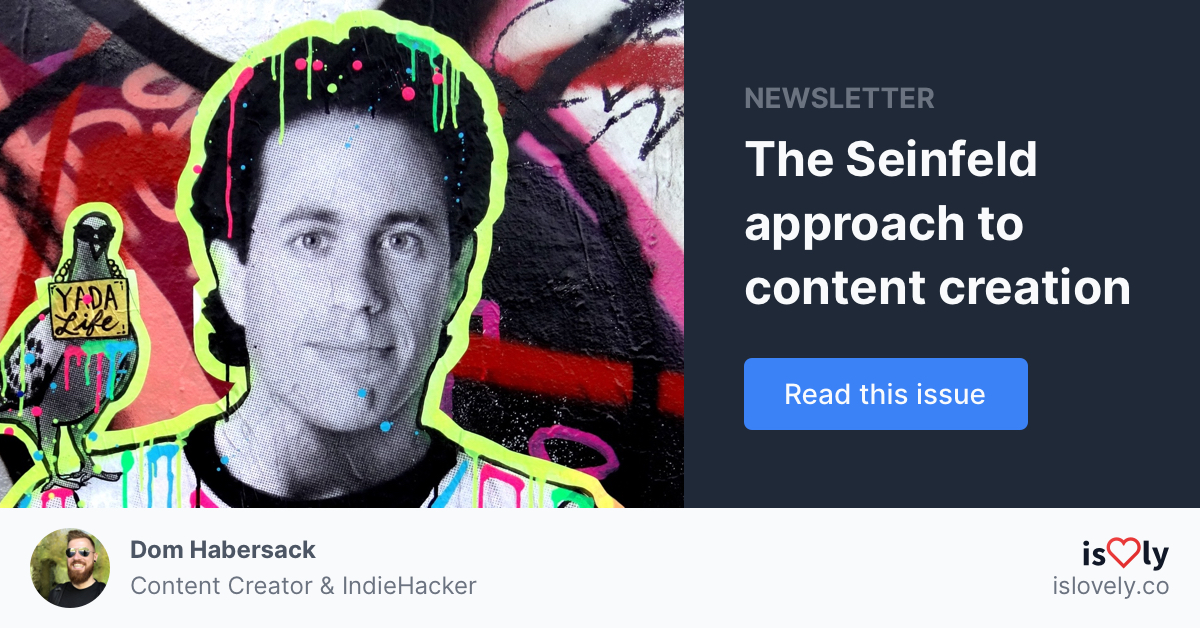 YADA
Life
NEWSLETTER
The Seinfeld
approach to
content creation
Read this issue
Dom Habersack
Content Creator & IndieHacker
is ly
islovely.co